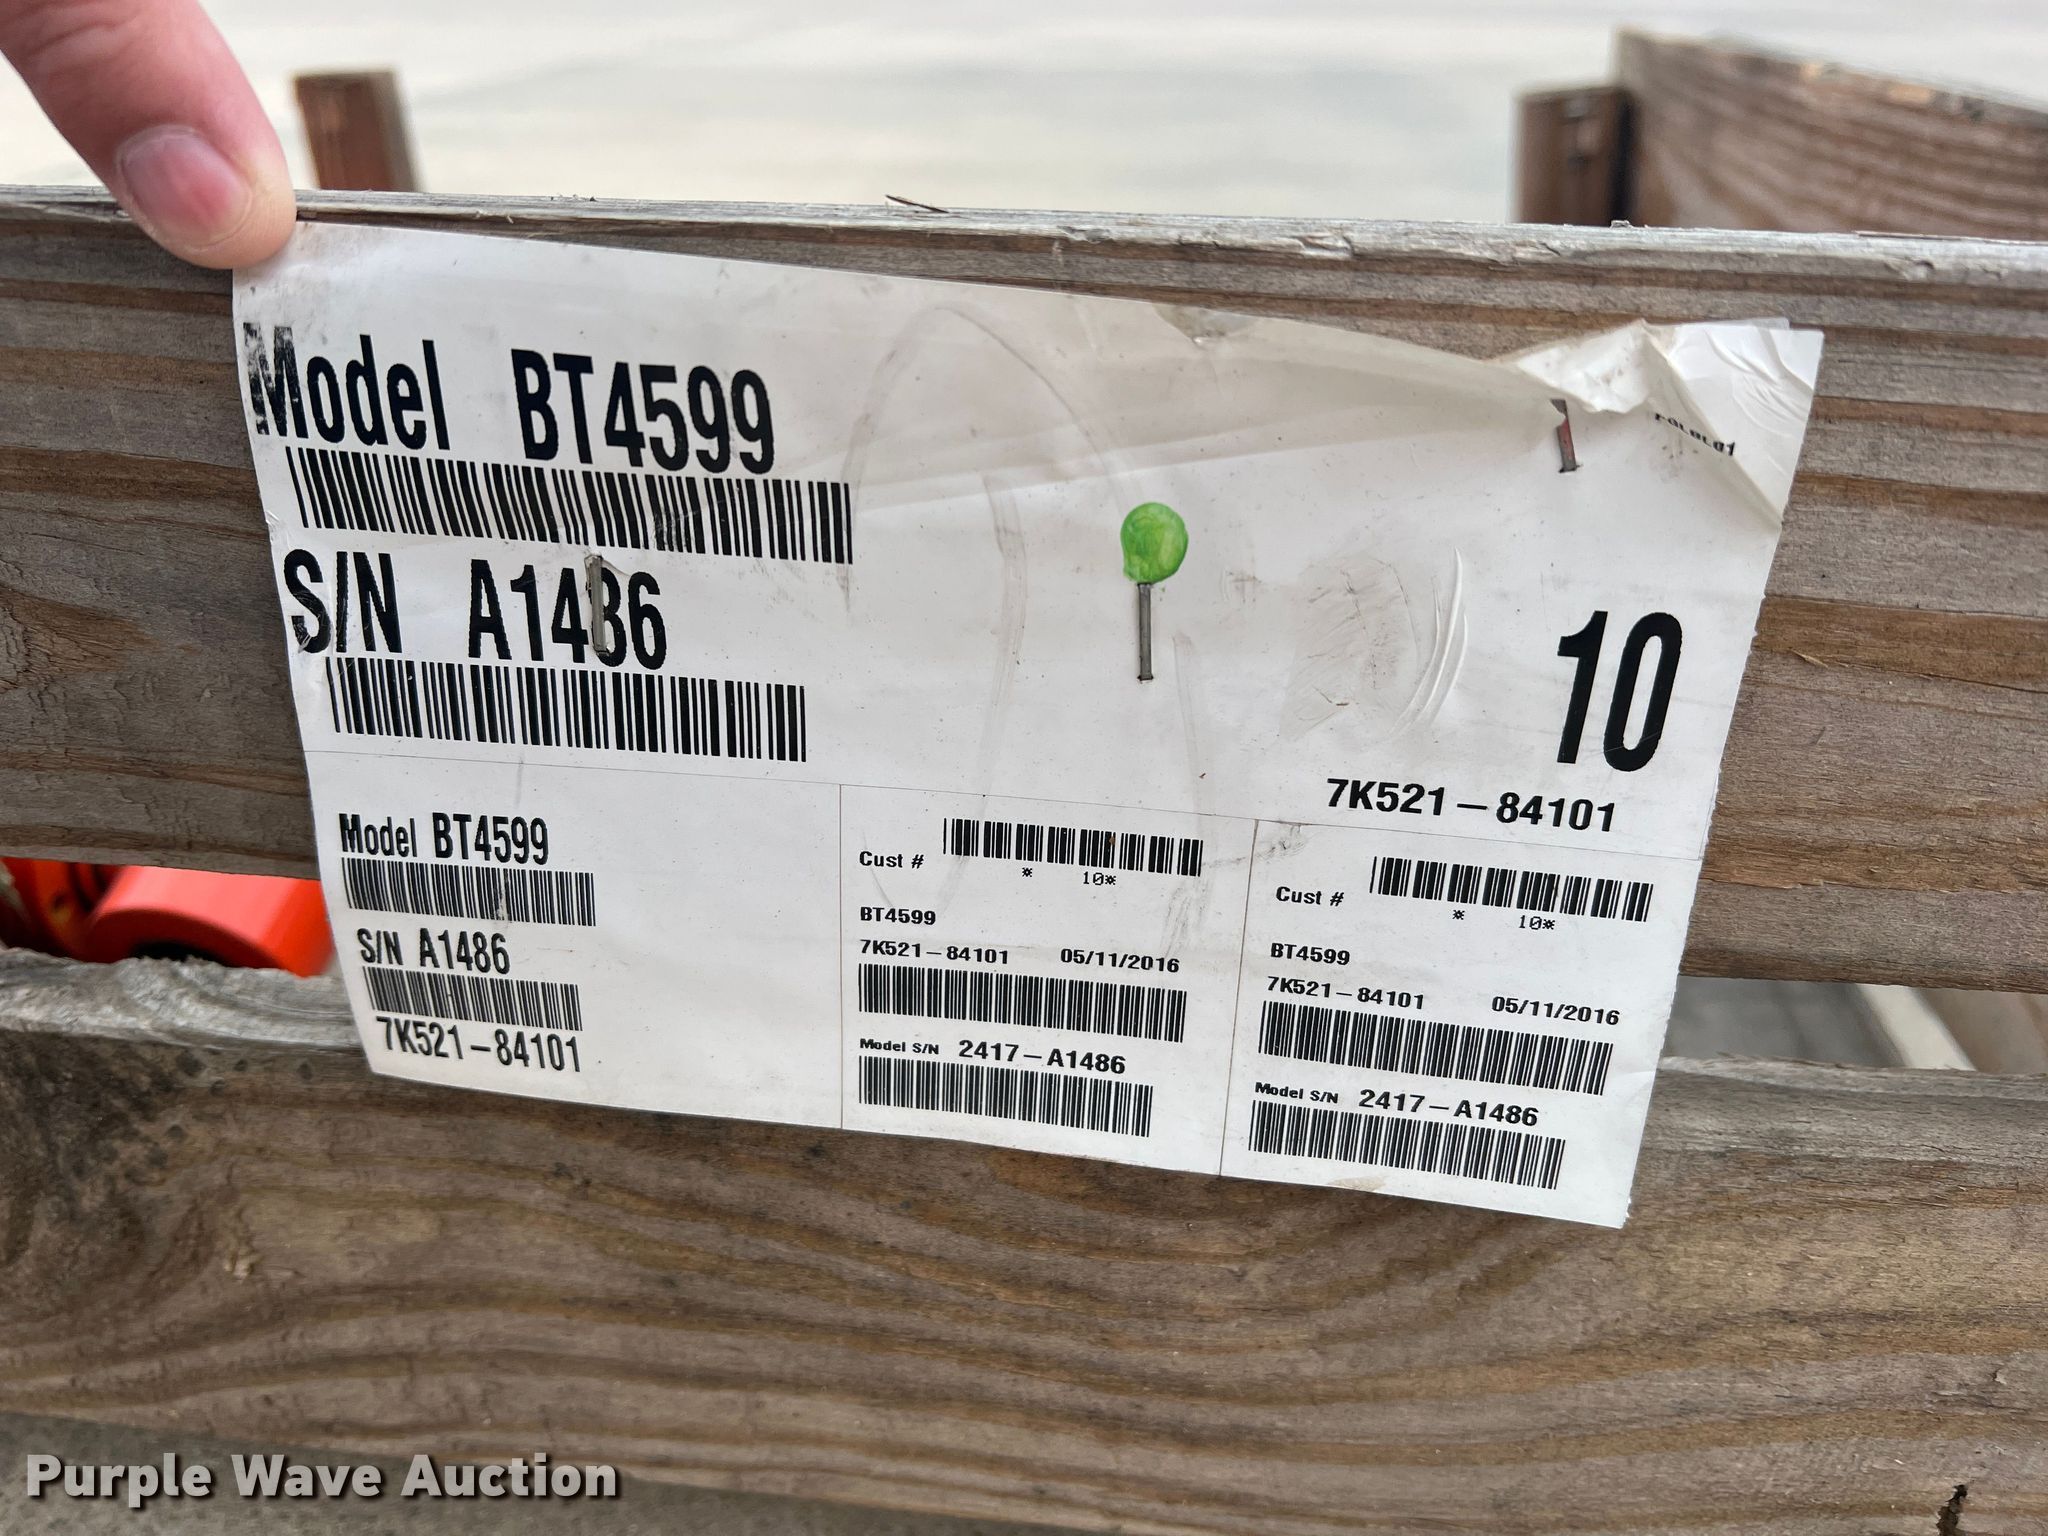 Model BT4599
S/N A1486
10
7K521-84101
Model BT4599
S/N A1486
7K521-84101
Cust #
* 10*
BT4599
7K521-84101 05/11/2016
Model S/N 2417-A1486
Cust #
* 10*
BT4599
7K521-84101 05/11/2016
Model S/N 2417-A1486
Purple Wave Auction